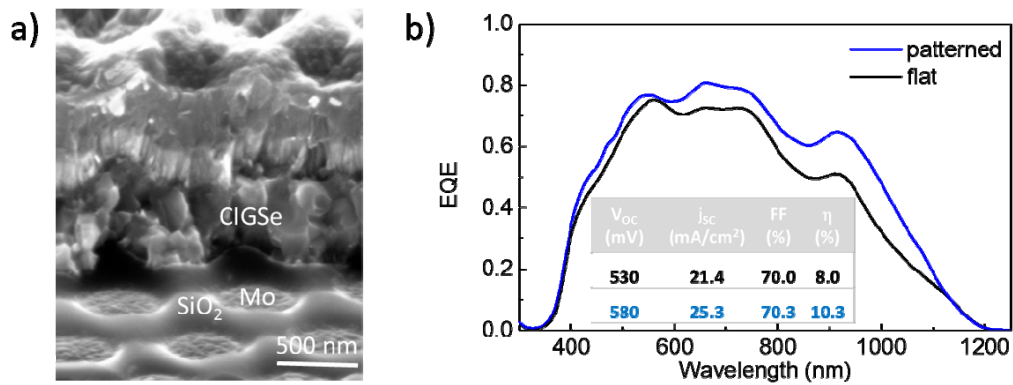 a)
CIGSe
SiO2 Mo
500 nm
b)
EQE
1.0
0.8
0.6
0.4
0.2
0.0
patterned
flat
VOC jSC FF η
(mV) (mA/cm²) (%) (%)
530 21.4 70.0 8.0
580 25.3 70.3 10.3
400 600 800 1000 1200
Wavelength (nm)